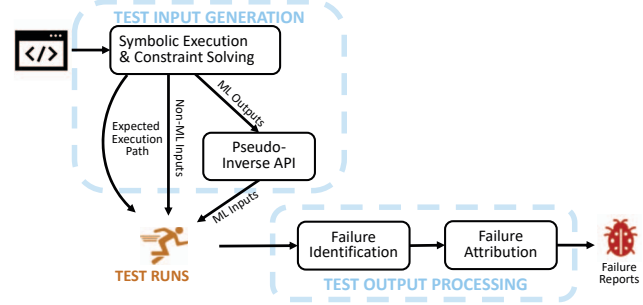 TEST INPUT GENERATION
</>
Symbolic Execution
& Constraint Solving
Expected
Execution
Path
Non-ML Inputs
ML Outputs
Pseudo-
Inverse API
ML Inputs
TEST RUNS
Failure
Identification
Failure
Attribution
TEST OUTPUT PROCESSING
Failure
Reports